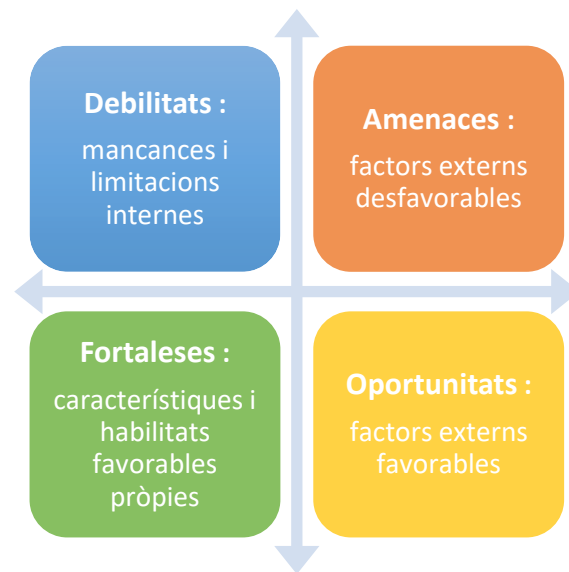 Debilitats :
mancances i
limitacions
internes
Amenaces :
factors externs
desfavorables
Fortaleses :
característiques i
habilitats
favorables
pròpies
Oportunitats :
factors externs
favorables